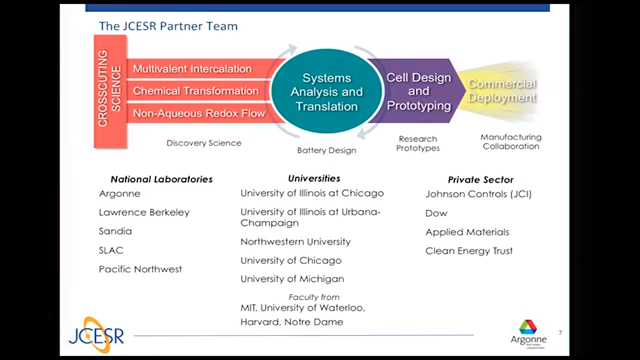 The JCESR Partner Team
CROSSCUTING
SCIENCE
Multivalent Intercalation
Chemical Transformation
Non-Aqueous Redox Flow
Systems
Analysis and
Translation
Cell Design
and
Prototyping
Commercial
Deployment
Discovery Science
Battery Design
Research
Prototypes
Manufacturing
Collaboration
National Laboratories
Argonne
Lawrence Berkeley
Sandia
SLAC
Pacific Northwest
Universities
University of Illinois at Chicago
University of Illinois at Urbana-
Champaign
Northwestern University
University of Chicago
University of Michigan
Faculty from
MIT, University of Waterloo,
Harvard, Notre Dame
Private Sector
Johnson Controls (JCI)
Dow
Applied Materials
Clean Energy Trust
JCESR
Argonne
7